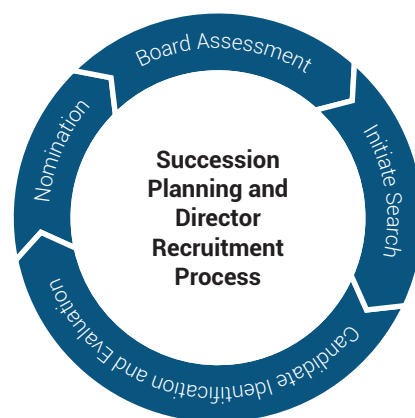 Board Assessment
Initiate Search
Candidate Identification and Evaluation
Nomination
Succession
Planning and
Director
Recruitment
Process